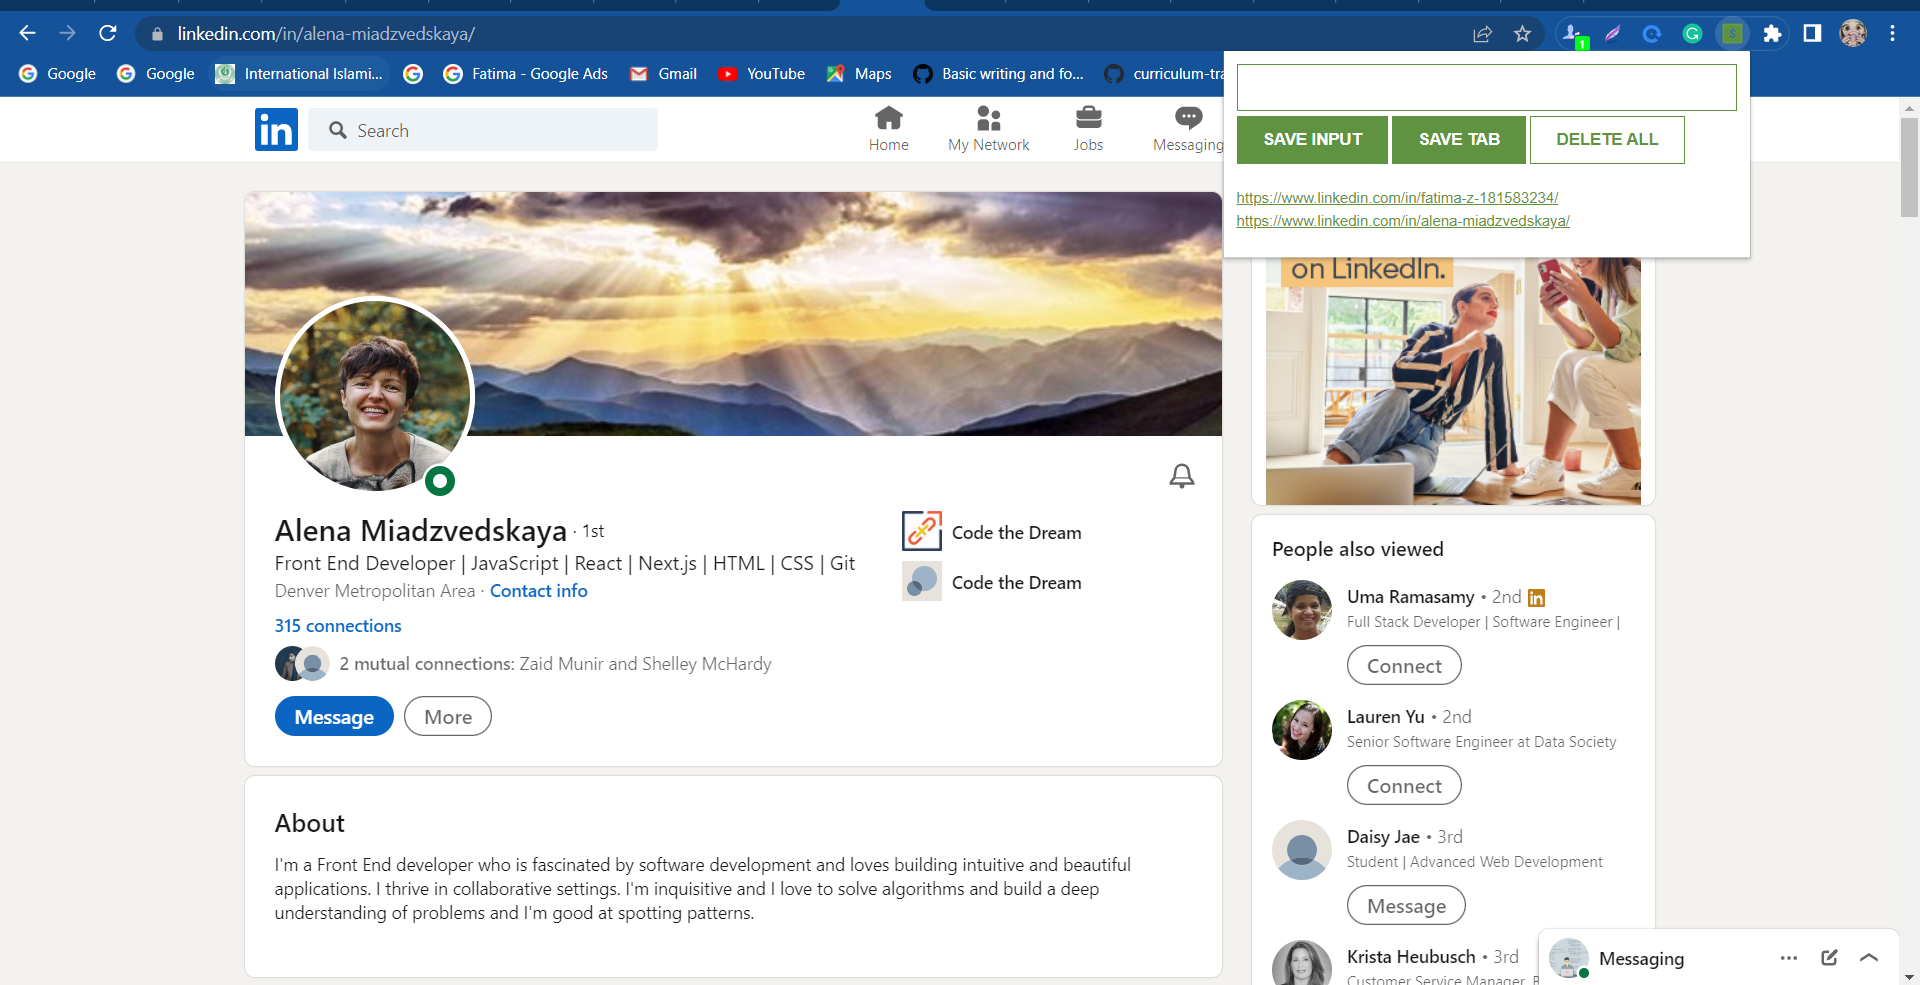 linkedin.com/in/alena-miadzvedskaya/
1
$
Google
Google
International Islami...
Fatima - Google Ads
Gmail
YouTube
Maps
Basic writing and fo...
curriculum-tra
SAVE INPUT
SAVE TAB
DELETE ALL
https://www.linkedin.com/in/fatima-z-181583234/
https://www.linkedin.com/in/alena-miadzvedskaya/
in
Search
Home
My Network
Jobs
Messaging
on LinkedIn.
Alena Miadzvedskaya · 1st
Front End Developer | JavaScript | React | Next.js | HTML | CSS | Git
Denver Metropolitan Area · Contact info
315 connections
2 mutual connections: Zaid Munir and Shelley McHardy
Message
More
Code the Dream
Code the Dream
About
I'm a Front End developer who is fascinated by software development and loves building intuitive and beautiful
applications. I thrive in collaborative settings. I'm inquisitive and I love to solve algorithms and build a deep
understanding of problems and I'm good at spotting patterns.
People also viewed
Uma Ramasamy • 2nd in
Full Stack Developer | Software Engineer |
Connect
Lauren Yu • 2nd
Senior Software Engineer at Data Society
Connect
Daisy Jae • 3rd
Student | Advanced Web Development
Message
Krista Heubusch • 3rd
Customer Service Manager,
Messaging